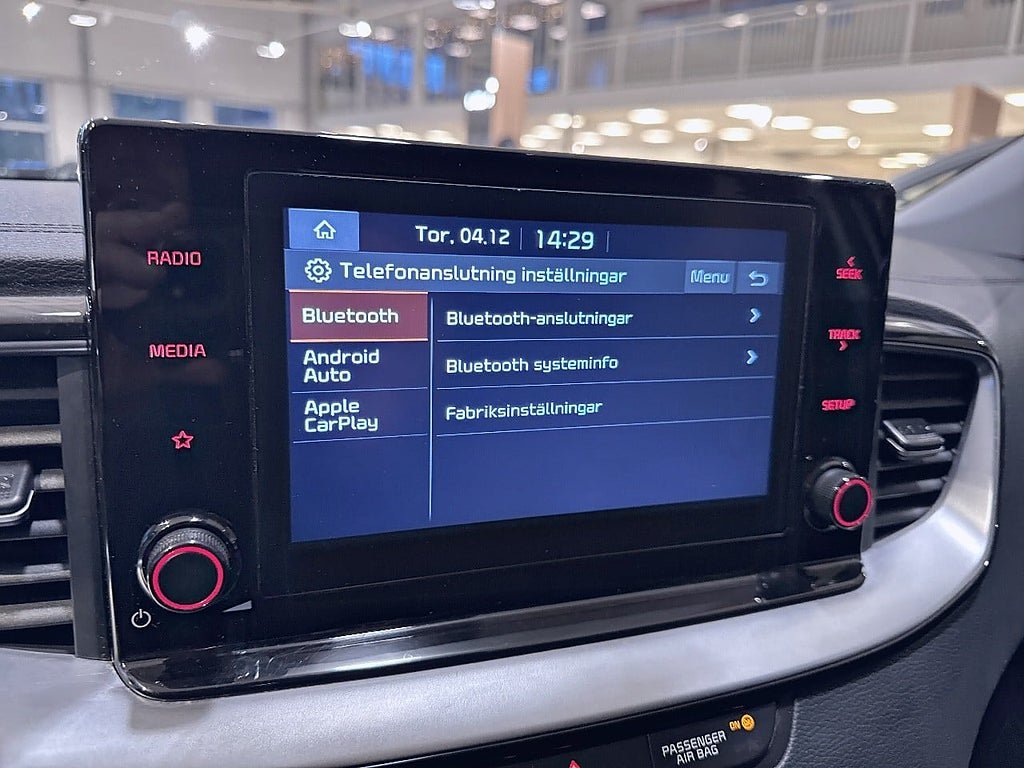 RADIO
MEDIA
Tor. 04.12
14:29
Telefonanslutning inställningar
Menu
Bluetooth
Android
Auto
Apple
CarPlay
Bluetooth-anslutningar
Bluetooth systeminfo
Fabriksinställningar
SEEK
TRACK
SETUP
PASSENGER
AIR BAG
ON